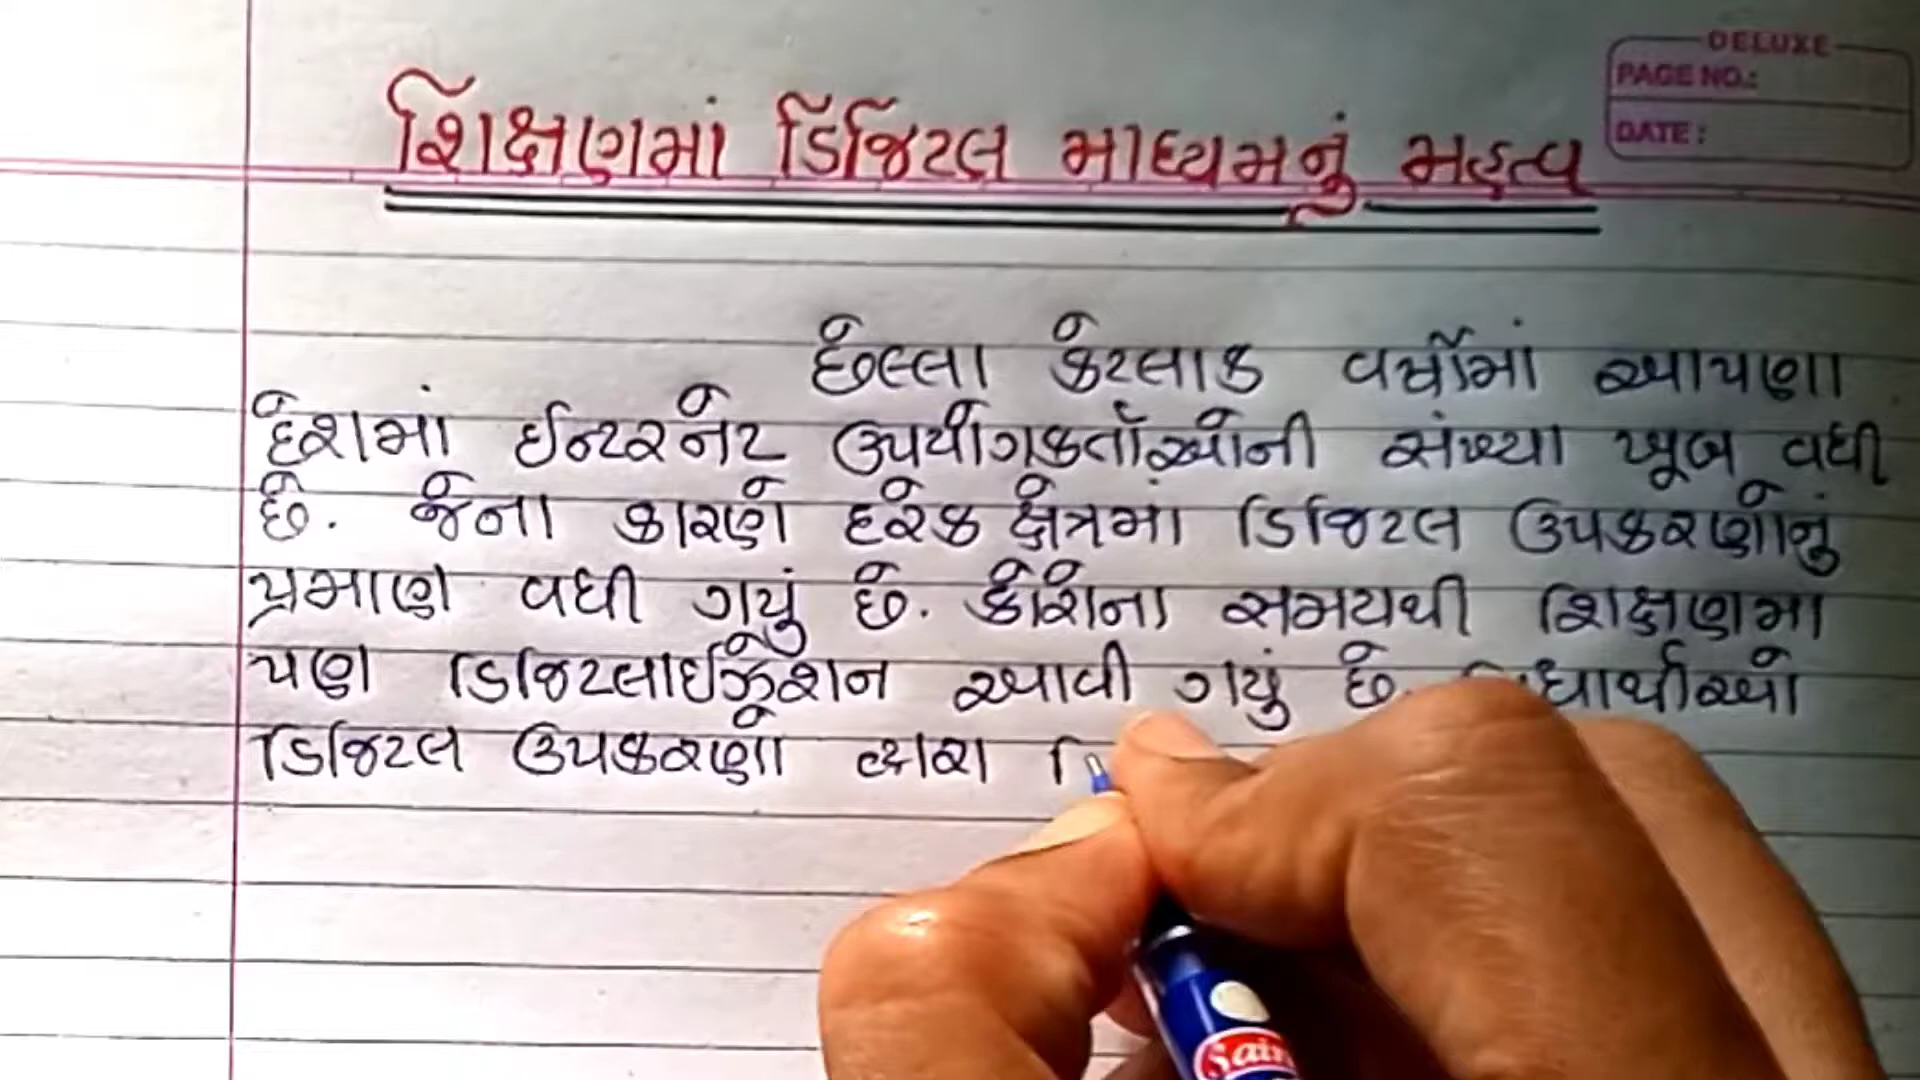 DELUXE
PAGE NO.:
DATE :
શિક્ષણમાં ડિજિટલ માધ્યમનું મહત્વ
છેલ્લા કેટલાક વર્ષોમાં આપણા
દેશમાં ઈન્ટરનેટ ઉપયોગકર્તાઓની સંખ્યા ખૂબ વધી
છે. જેના કારણે દરેક ક્ષેત્રમાં ડિજિટલ ઉપકરણોનું
પ્રમાણ વધી ગયું છે. કોરોના સમયથી શિક્ષણમા
પણ ડિજિટલાઈઝેશન આવી ગયું છે.
ડિજિટલ ઉપકરણો દ્વારા